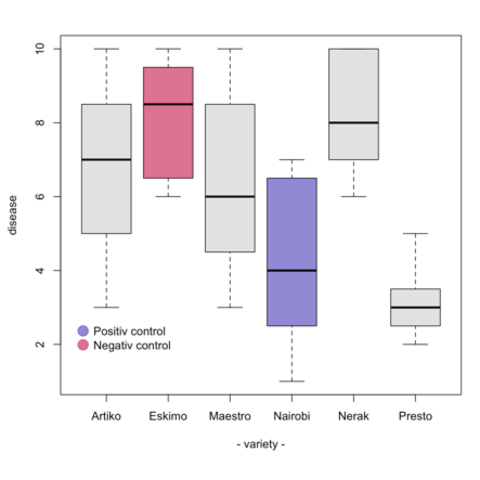 10
8
6
4
2
disease
Positiv control
Negativ control
Artiko Eskimo Maestro Nairobi Nerak Presto
- variety -